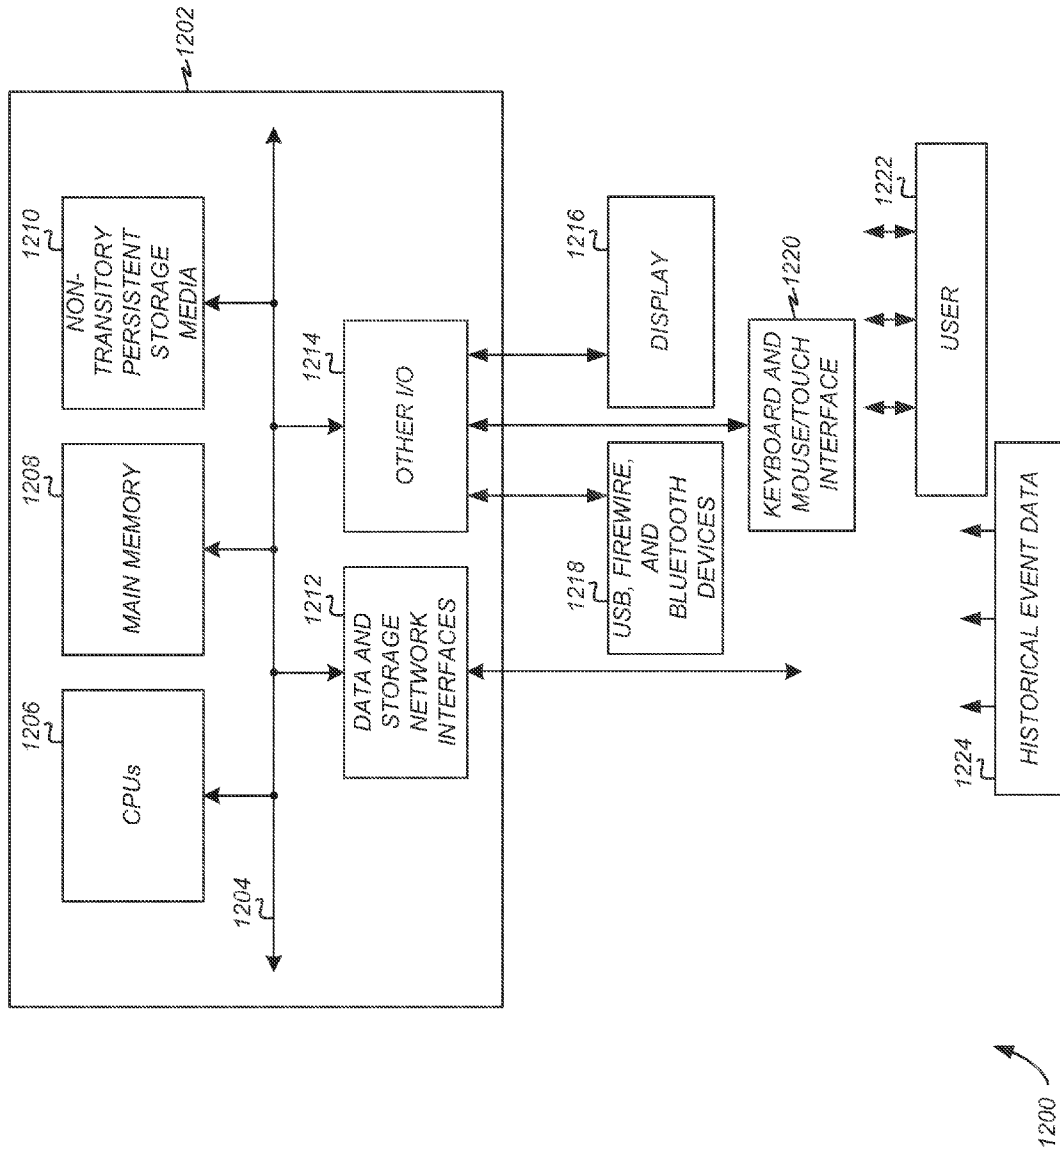 1202
1206
CPUs
1208
MAIN MEMORY
1210
NON-
TRANSITORY
PERSISTENT
STORAGE
MEDIA
1204
1212
DATA AND
STORAGE
NETWORK
INTERFACES
1214
OTHER I/O
1218
USB, FIREWIRE,
AND
BLUETOOTH
DEVICES
1216
DISPLAY
1220
KEYBOARD AND
MOUSE/TOUCH
INTERFACE
1222
USER
1224
HISTORICAL EVENT DATA
1200